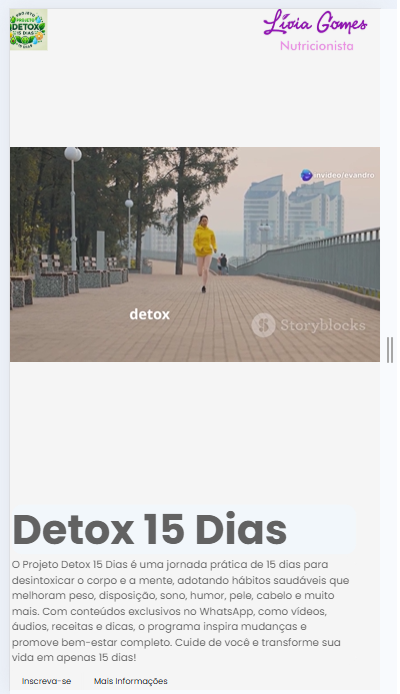 PROJETO
PROJETO
DETOX
15 DIAS
15 DIAS
Lívia Gomes
Nutricionista
invideo/evandro
detox
Storyblocks
Detox 15 Dias
O Projeto Detox 15 Dias é uma jornada prática de 15 dias para
desintoxicar o corpo e a mente, adotando hábitos saudáveis que
melhoram peso, disposição, sono, humor, pele, cabelo e muito
mais. Com conteúdos exclusivos no WhatsApp, como vídeos,
áudios, receitas e dicas, o programa inspira mudanças e
promove bem-estar completo. Cuide de você e transforme sua
vida em apenas 15 dias!
Inscreva-se Mais Informações